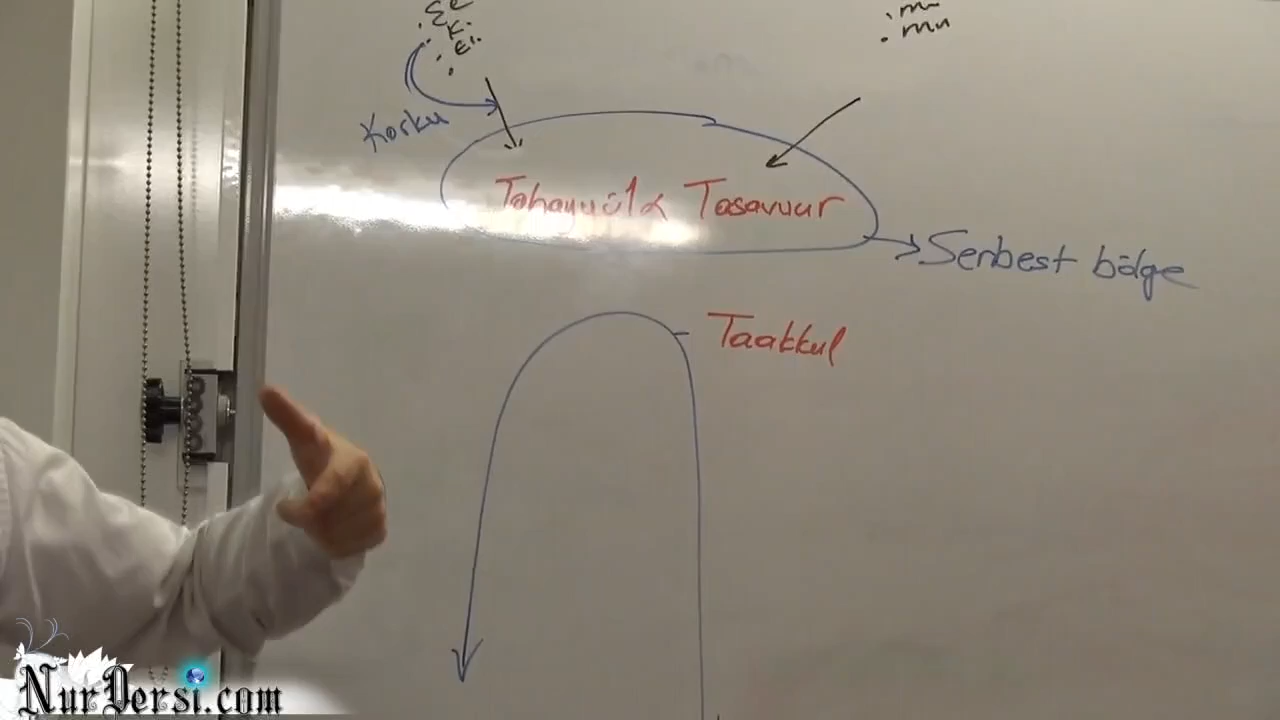 Korku
Tahayyül & Tasavvur
Serbest bölge
Taakkul
NurDersi.com